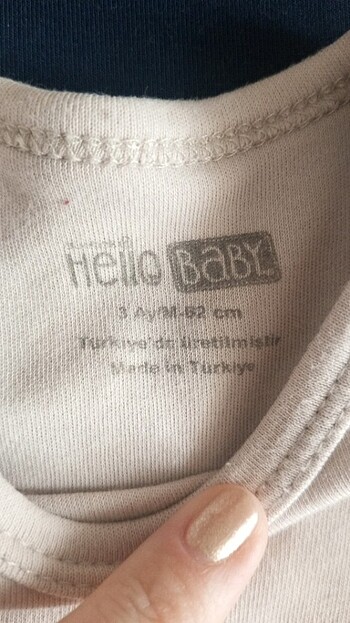 Hello BaBY
3 Ay/M-62 cm
Türkiye'de üretilmiştir
Made in Türkiye